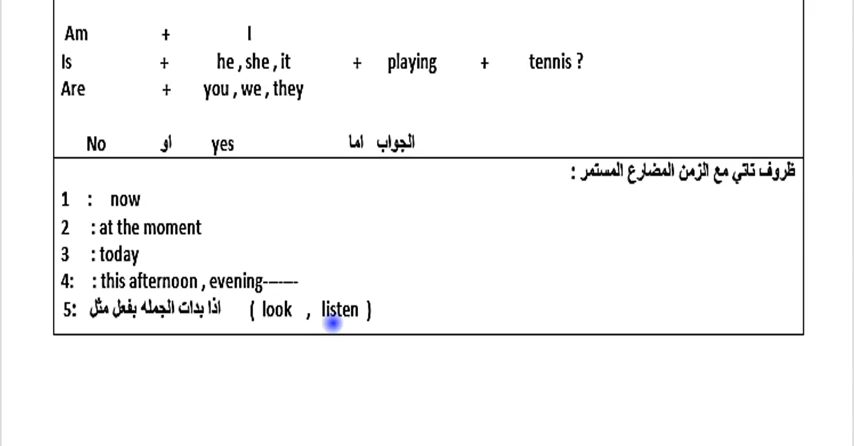 Am + I
Is + he , she , it + playing + tennis ?
Are + you , we , they
الجواب اما yes او No
ظروف تاتي مع الزمن المضارع المستمر :
1 : now
2 : at the moment
3 : today
4: : this afternoon , evening------
5: اذا بدات الجمله بفعل مثل ( look , listen )